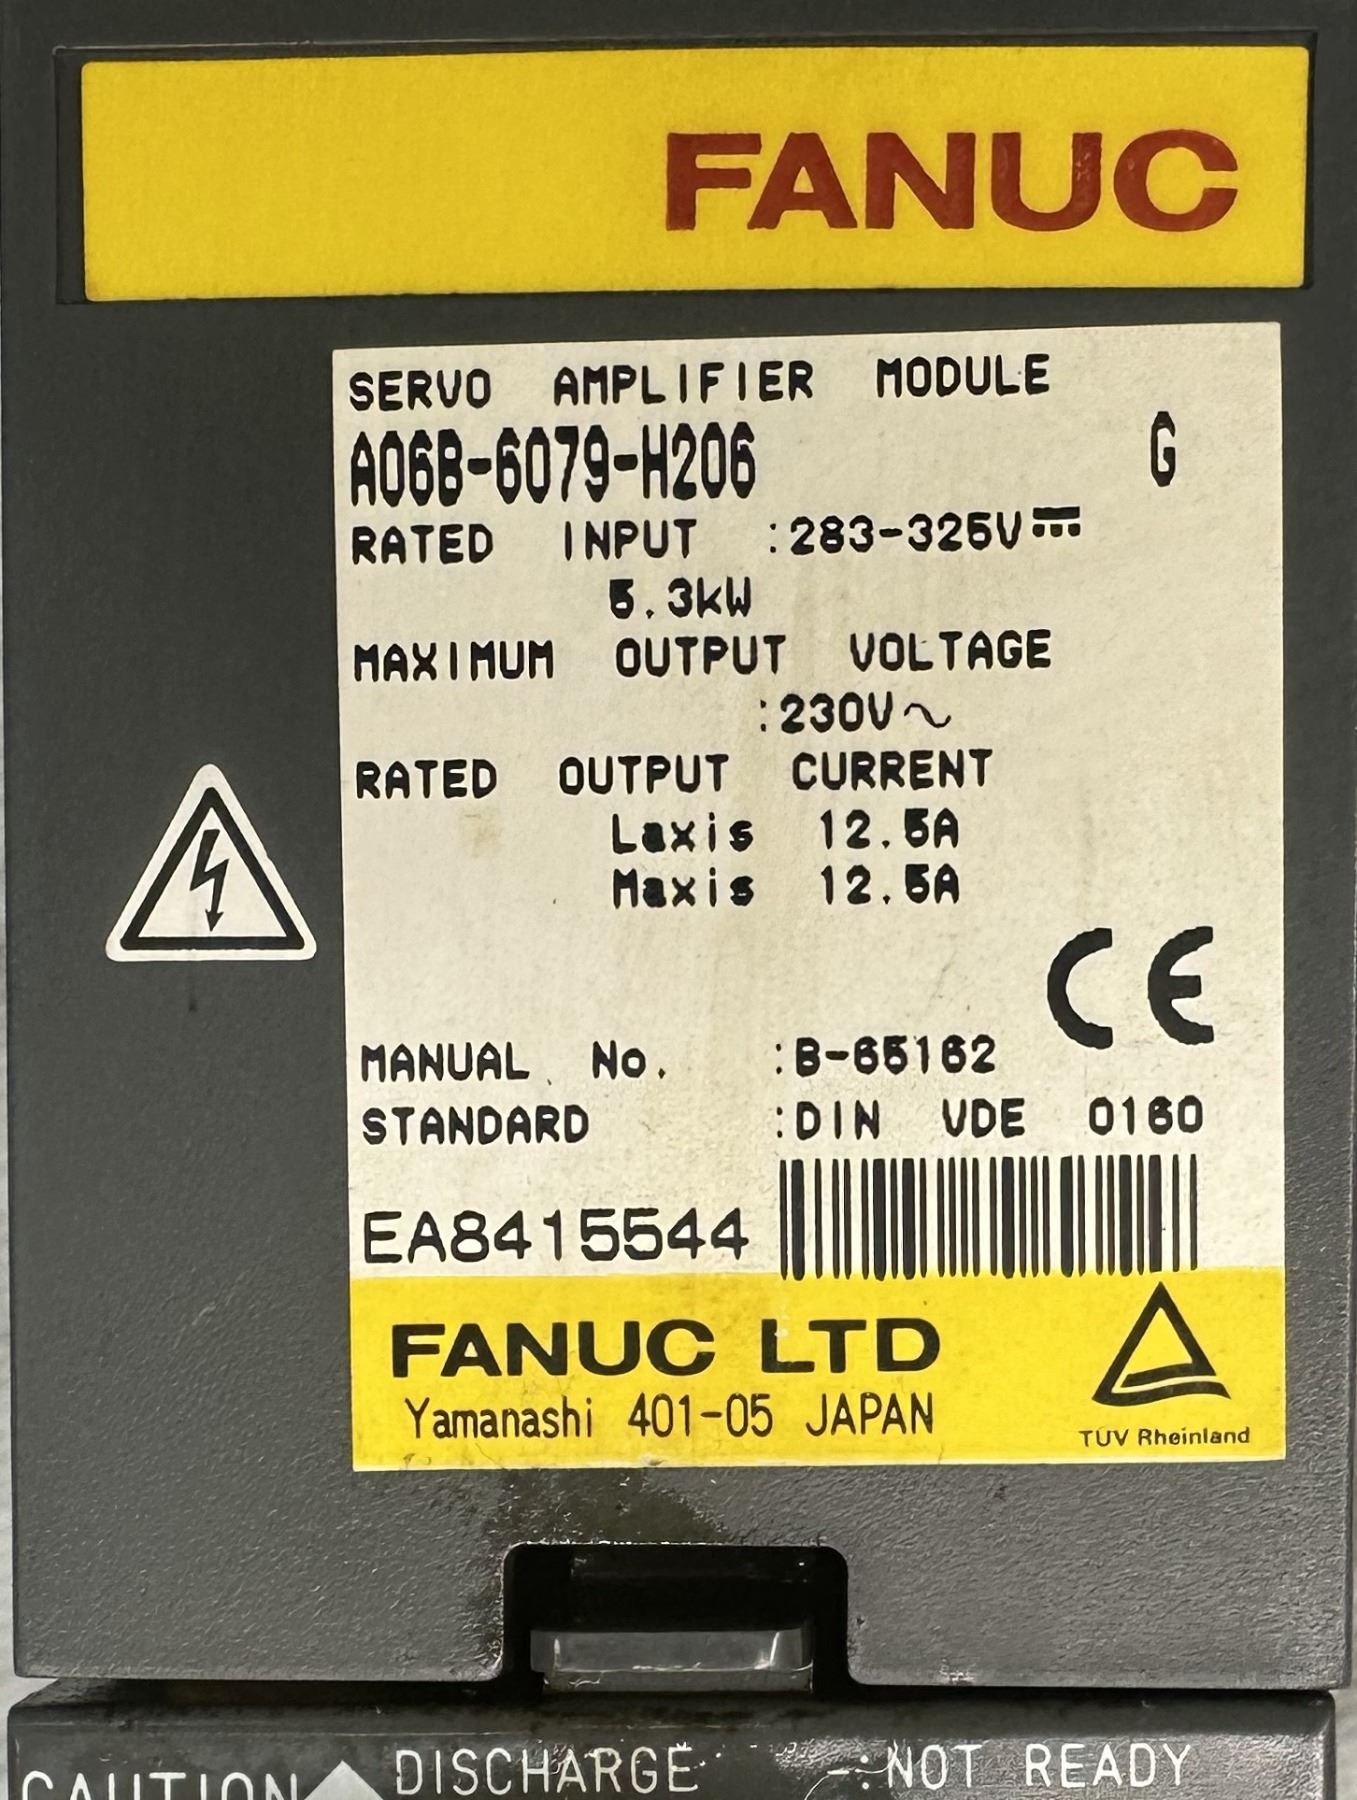 FANUC
SERVO AMPLIFIER MODULE
A06B-6079-H206 G
RATED INPUT :283-325V⎓
5.3kW
MAXIMUM OUTPUT VOLTAGE
:230V~
RATED OUTPUT CURRENT
Laxis 12.5A
Maxis 12.5A
CE
MANUAL No. :B-65162
STANDARD :DIN VDE 0160
EA8415544
FANUC LTD
Yamanashi 401-05 JAPAN
TÜV Rheinland
CAUTION DISCHARGE -:NOT READY